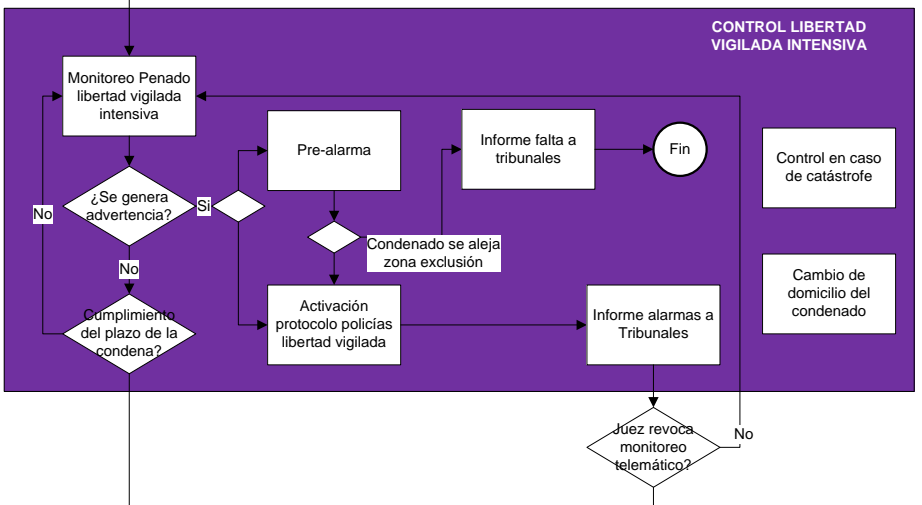 CONTROL LIBERTAD
VIGILADA INTENSIVA
Monitoreo Penado
libertad vigilada
intensiva
Pre-alarma
Informe falta a
tribunales
Fin
Control en caso
de catástrofe
¿Se genera
advertencia?
Si
No
No
Condenado se aleja
zona exclusión
Cambio de
domicilio del
condenado
Activación
protocolo policías
libertad vigilada
Informe alarmas a
Tribunales
Cumplimiento
del plazo de la
condena?
Juez revoca
monitoreo
telemático?
No